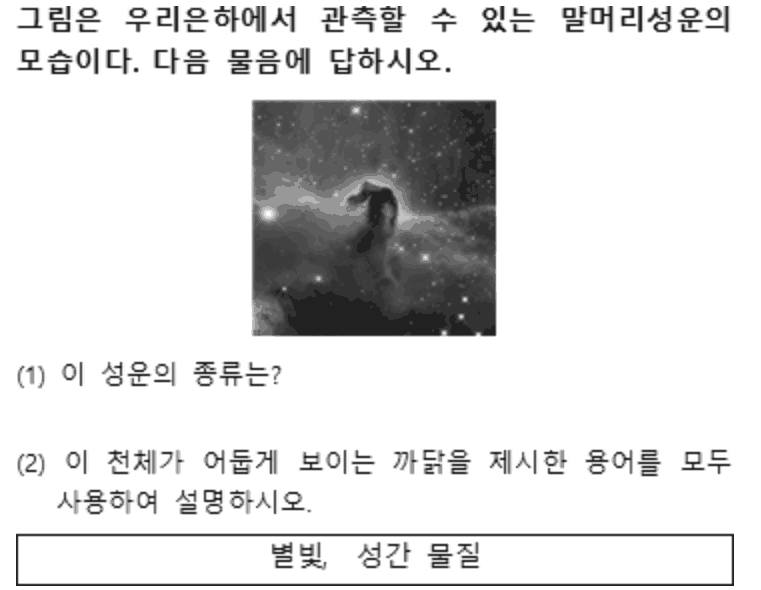 그림은 우리은하에서 관측할 수 있는 말머리성운의
모습이다. 다음 물음에 답하시오.
(1) 이 성운의 종류는?
(2) 이 천체가 어둡게 보이는 까닭을 제시한 용어를 모두
사용하여 설명하시오.
별빛, 성간 물질